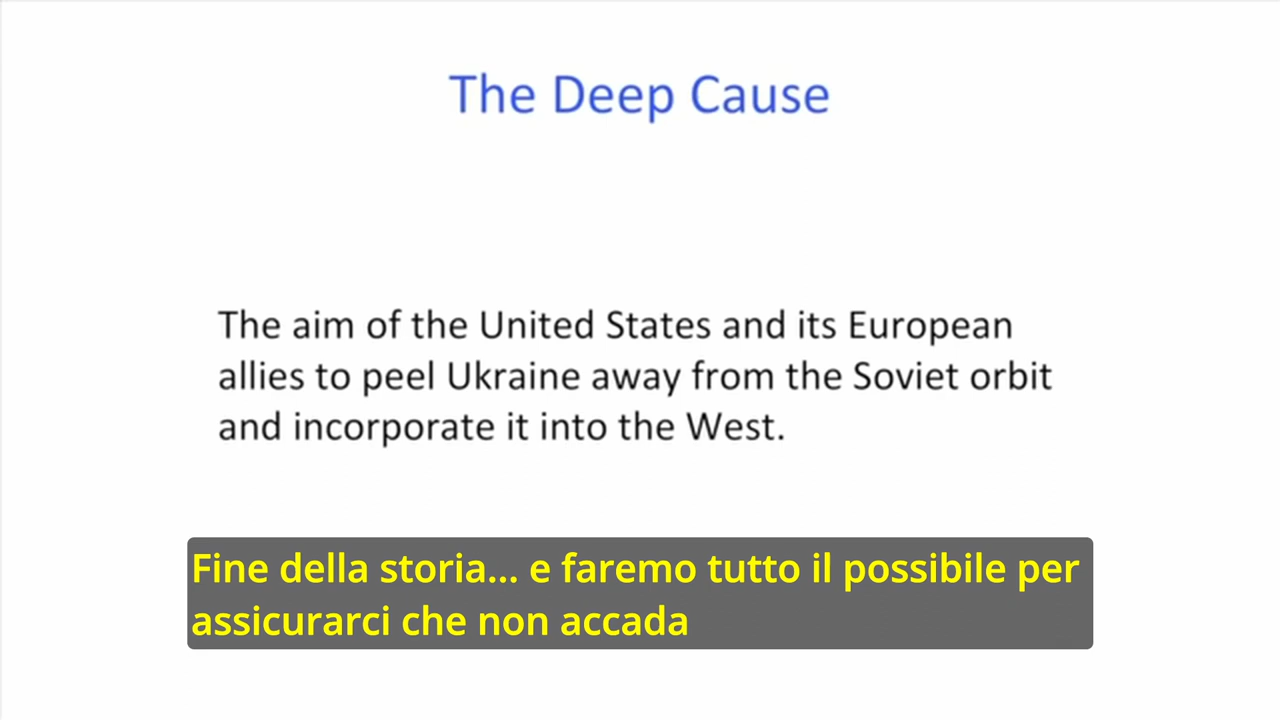 The Deep Cause
The aim of the United States and its European
allies to peel Ukraine away from the Soviet orbit
and incorporate it into the West.
Fine della storia... e faremo tutto il possibile per
assicurarci che non accada